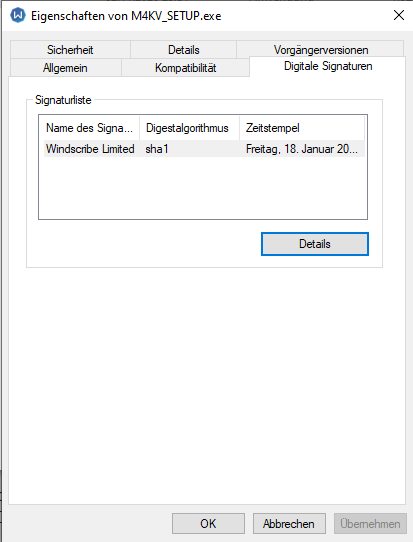 Eigenschaften von M4KV_SETUP.exe
Sicherheit Details Vorgängerversionen
Allgemein Kompatibilität Digitale Signaturen
Signaturliste
Name des Signa... Digestalgorithmus Zeitstempel
Windscribe Limited sha1 Freitag, 18. Januar 20...
Details
OK Abbrechen Übernehmen